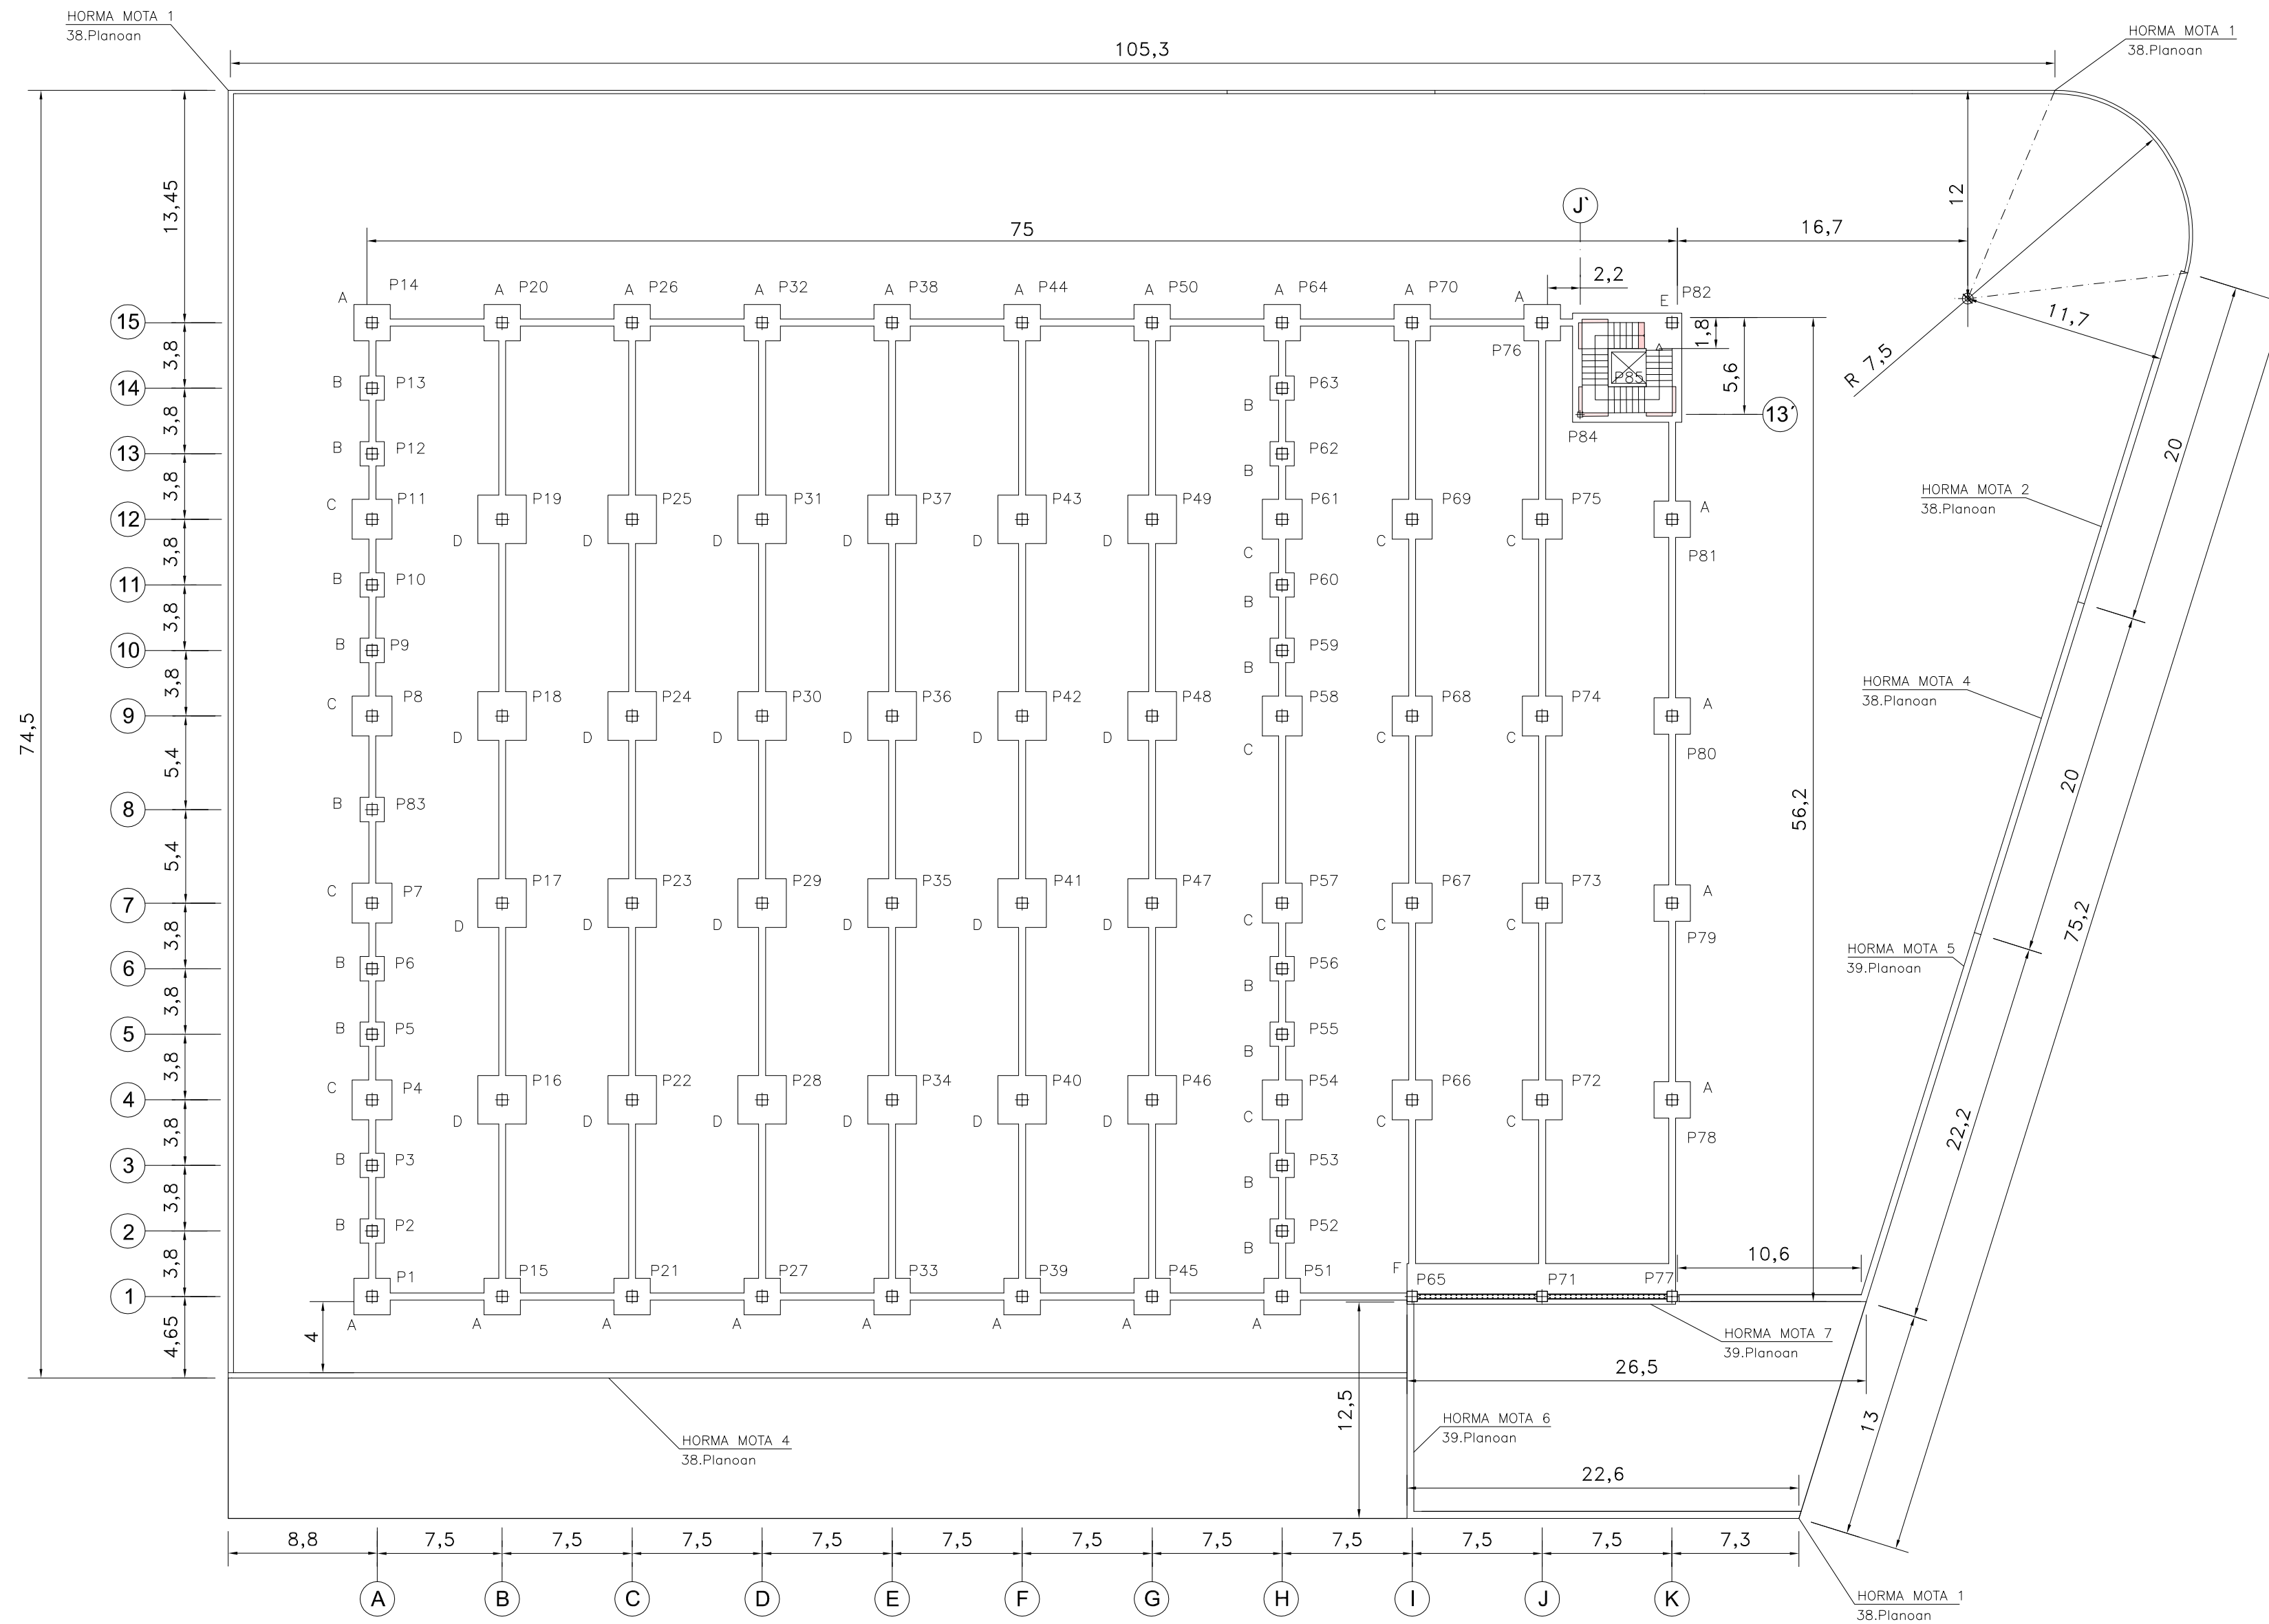 HORMA MOTA 1
38.Planoan
HORMA MOTA 1
38.Planoan
105,3
74,5
13,45
12
75
16,7
J`
2,2
R 7,5
11,7
A P14
A P20
A P26
A P32
A P38
A P44
A P50
A P64
A P70
A
P76
E P82
15
1,8
5,6
3,8
14
B P13
P63
B
P85
13´
P84
3,8
13
B P12
P62
B
20
3,8
12
C P11
P19
D
P25
D
P31
D
P37
D
P43
D
P49
D
P61
C
P69
C
P75
C
A
P81
HORMA MOTA 2
38.Planoan
3,8
11
B P10
P60
B
3,8
10
B P9
P59
B
3,8
HORMA MOTA 4
38.Planoan
9
C P8
P18
D
P24
D
P30
D
P36
D
P42
D
P48
D
P58
C
P68
C
P74
C
A
P80
5,4
20
56,2
8
B P83
5,4
7
C P7
P17
D
P23
D
P29
D
P35
D
P41
D
P47
D
P57
C
P67
C
P73
C
A
P79
75,2
3,8
HORMA MOTA 5
39.Planoan
6
B P6
P56
B
3,8
5
B P5
P55
B
3,8
4
C P4
P16
D
P22
D
P28
D
P34
D
P40
D
P46
D
P54
C
P66
C
P72
C
A
P78
22,2
3,8
3
B P3
P53
B
3,8
2
B P2
P52
B
3,8
10,6
1
P1
A
P15
A
P21
A
P27
A
P33
A
P39
A
P45
A
P51
A
F
P65
P71
P77
4,65
4
HORMA MOTA 7
39.Planoan
26,5
12,5
HORMA MOTA 6
39.Planoan
13
HORMA MOTA 4
38.Planoan
22,6
8,8
7,5
7,5
7,5
7,5
7,5
7,5
7,5
7,5
7,5
7,5
7,3
A
B
C
D
E
F
G
H
I
J
K
HORMA MOTA 1
38.Planoan